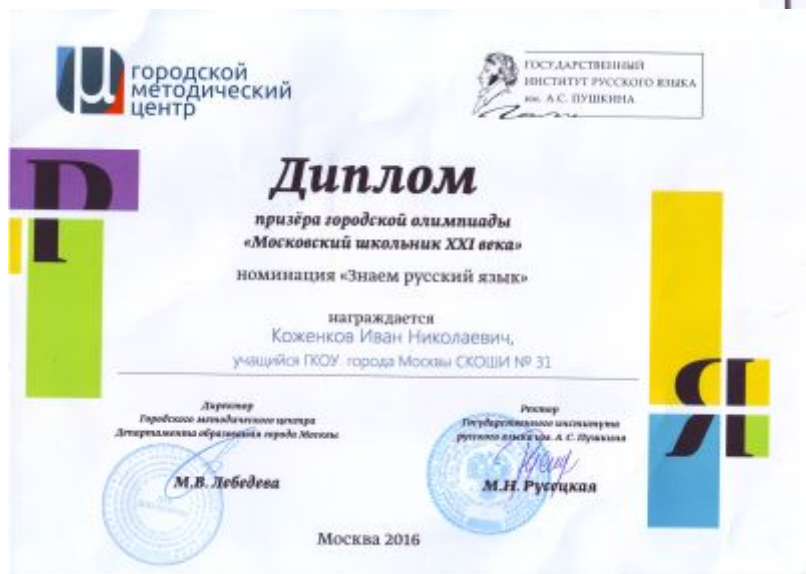 городской
методический
центр
ГОСУДАРСТВЕННЫЙ
ИНСТИТУТ РУССКОГО ЯЗЫКА
им. А.С. ПУШКИНА
Р
Диплом
призёра городской олимпиады
«Московский школьник XXI века»
номинация «Знаем русский язык»
награждается
Коженков Иван Николаевич,
учащийся ГКОУ города Москвы СКОШИ № 31
Я
Директор
Городского методического центра
Департамента образования города Москвы
М.В. Лебедева
Ректор
Государственного института
русского языка им. А.С. Пушкина
М.Н. Русецкая
Москва 2016